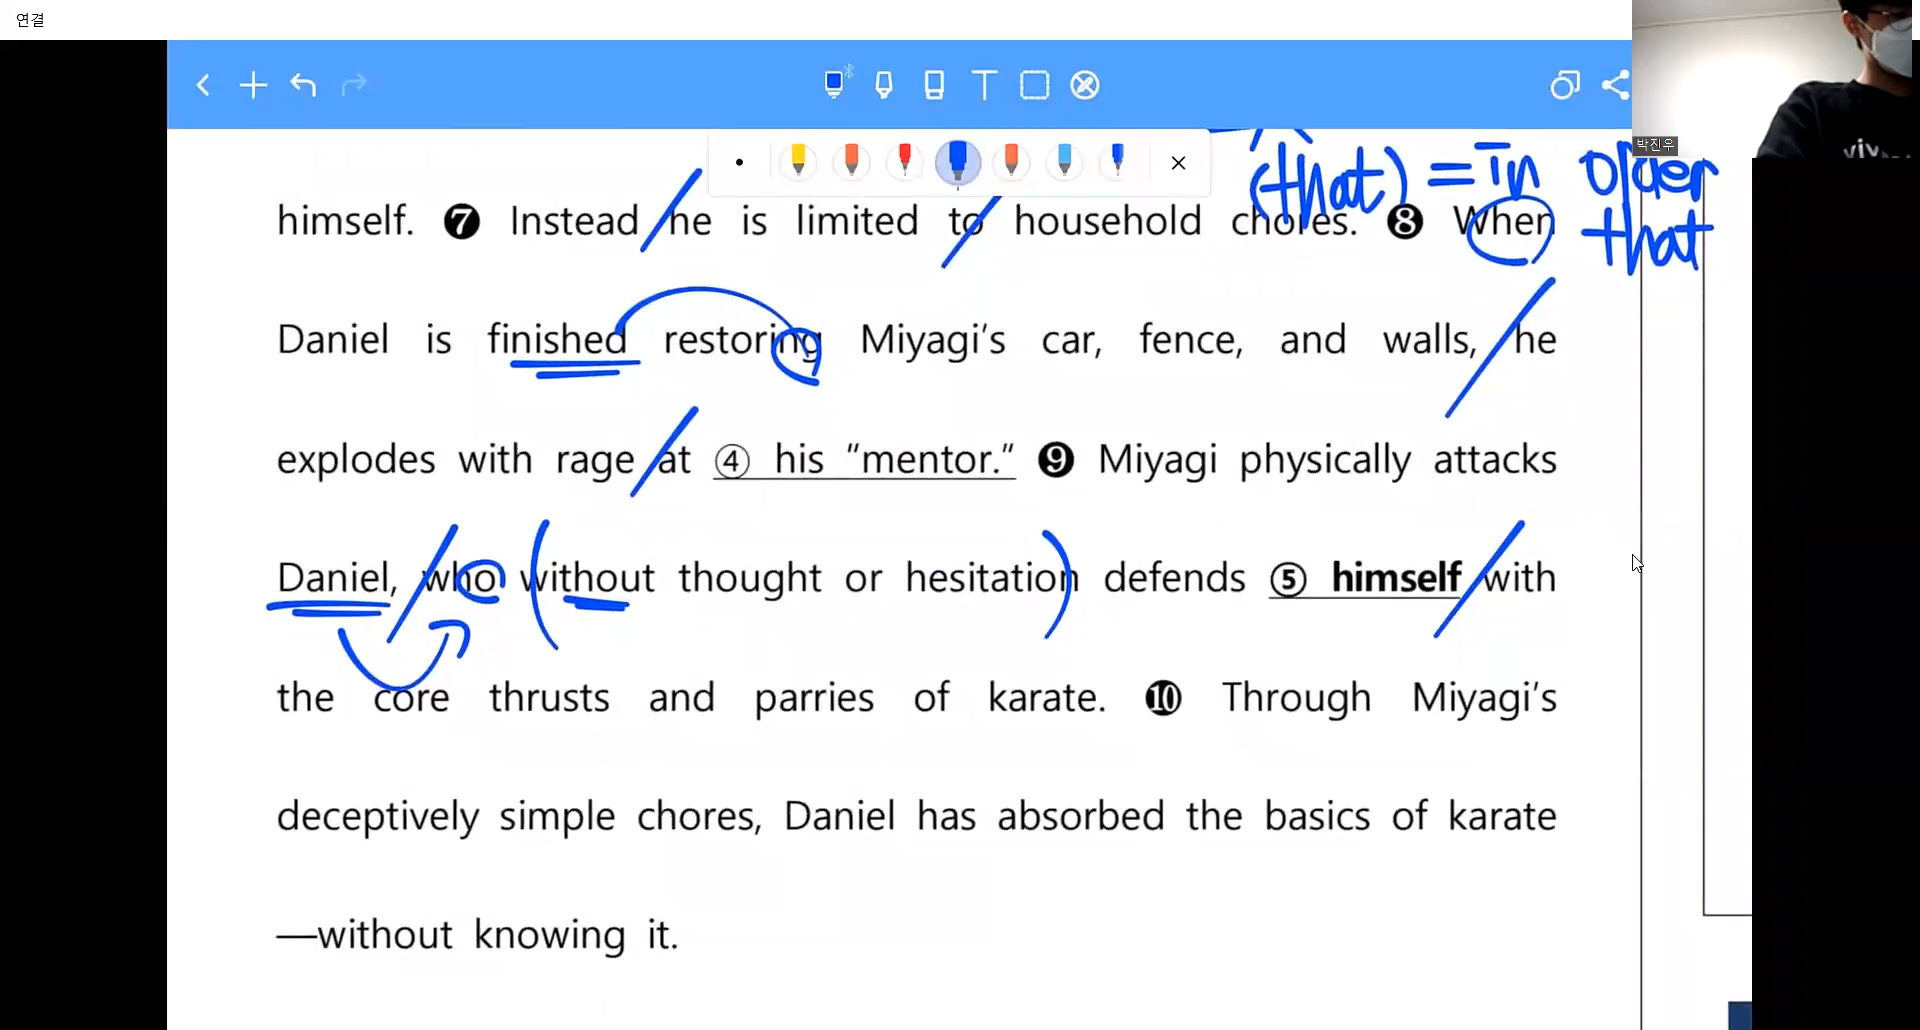 연결
박진우
(that) = in order
that
himself. ❼ Instead he is limited to household chores. ❽ When
Daniel is finished restoring Miyagi's car, fence, and walls, he
explodes with rage at ④ his "mentor." ❾ Miyagi physically attacks
Daniel, who without thought or hesitation defends ⑤ himself with
the core thrusts and parries of karate. ❿ Through Miyagi's
deceptively simple chores, Daniel has absorbed the basics of karate
—without knowing it.